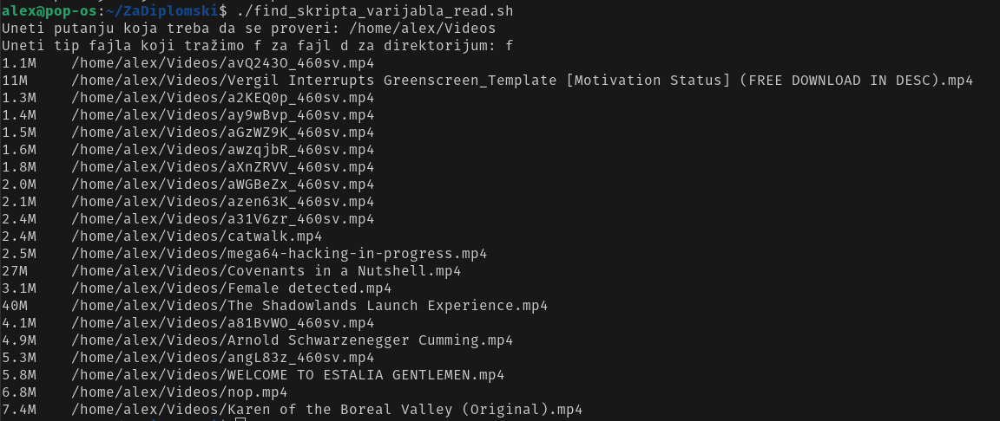 alex@pop-os:~/ZaDiplomski$ ./find_skripta_varijabla_read.sh
Uneti putanju koja treba da se proveri: /home/alex/Videos
Uneti tip fajla koji tražimo f za fajl d za direktorijum: f
1.1M    /home/alex/Videos/avQ243O_460sv.mp4
11M     /home/alex/Videos/Vergil Interrupts Greenscreen_Template [Motivation Status] (FREE DOWNLOAD IN DESC).mp4
1.3M    /home/alex/Videos/a2KEQ0p_460sv.mp4
1.4M    /home/alex/Videos/ay9wBvp_460sv.mp4
1.5M    /home/alex/Videos/aGzWZ9K_460sv.mp4
1.6M    /home/alex/Videos/awzqjbR_460sv.mp4
1.8M    /home/alex/Videos/aXnZRVV_460sv.mp4
2.0M    /home/alex/Videos/aWGBeZx_460sv.mp4
2.1M    /home/alex/Videos/azen63K_460sv.mp4
2.4M    /home/alex/Videos/a31V6zr_460sv.mp4
2.4M    /home/alex/Videos/catwalk.mp4
2.5M    /home/alex/Videos/mega64-hacking-in-progress.mp4
27M     /home/alex/Videos/Covenants in a Nutshell.mp4
3.1M    /home/alex/Videos/Female detected.mp4
40M     /home/alex/Videos/The Shadowlands Launch Experience.mp4
4.1M    /home/alex/Videos/a81BvWO_460sv.mp4
4.9M    /home/alex/Videos/Arnold Schwarzenegger Cumming.mp4
5.3M    /home/alex/Videos/angL83z_460sv.mp4
5.8M    /home/alex/Videos/WELCOME TO ESTALIA GENTLEMEN.mp4
6.8M    /home/alex/Videos/nop.mp4
7.4M    /home/alex/Videos/Karen of the Boreal Valley (Original).mp4